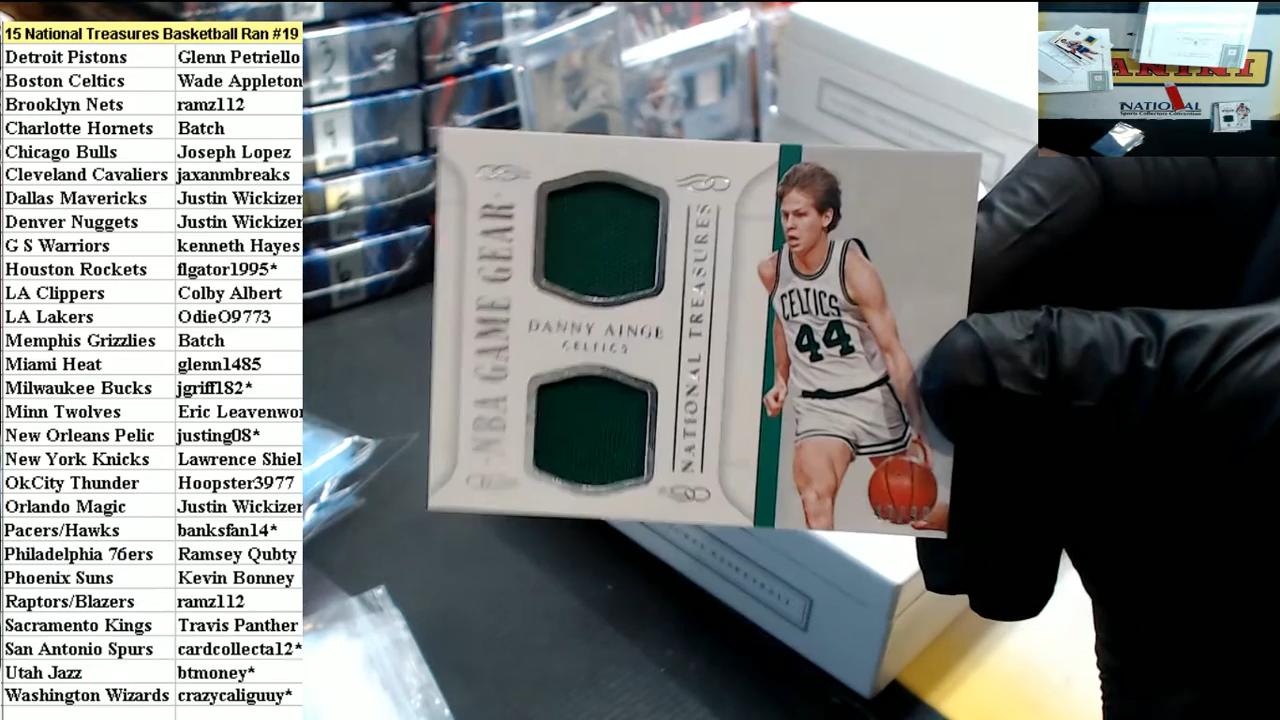 15 National Treasures Basketball Ran #19
Detroit Pistons Glenn Petriello
Boston Celtics Wade Appleton
Brooklyn Nets ramz112
Charlotte Hornets Batch
Chicago Bulls Joseph Lopez
Cleveland Cavaliers jaxanmbreaks
Dallas Mavericks Justin Wickizer
Denver Nuggets Justin Wickizer
G S Warriors kenneth Hayes
Houston Rockets flgator1995*
LA Clippers Colby Albert
LA Lakers OdieO9773
Memphis Grizzlies Batch
Miami Heat glenn1485
Milwaukee Bucks jgriff182*
Minn Twolves Eric Leavenwo
New Orleans Pelic justing08*
New York Knicks Lawrence Shiel
OkCity Thunder Hoopster3977
Orlando Magic Justin Wickizer
Pacers/Hawks banksfan14*
Philadelphia 76ers Ramsey Qubty
Phoenix Suns Kevin Bonney
Raptors/Blazers ramz112
Sacramento Kings Travis Panther
San Antonio Spurs cardcollecta12*
Utah Jazz btmoney*
Washington Wizards crazycaliguuy*
NBA GAME GEAR
DANNY AINGE
CELTICS
NATIONAL TREASURES
CELTICS
44
PANINI
NATIONAL
Sports Collectors Convention